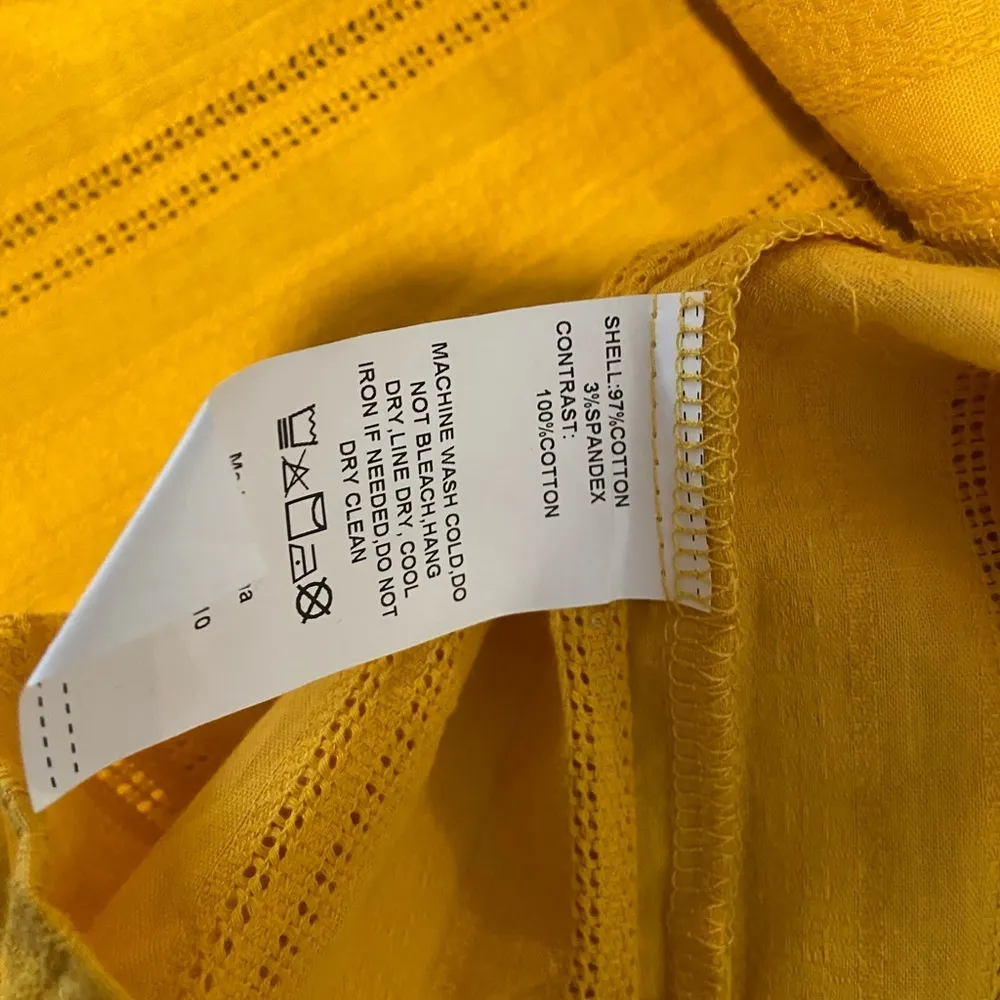 SHELL:97%COTTON
3%SPANDEX
CONTRAST:
100%COTTON
MACHINE WASH COLD,DO
NOT BLEACH,HANG
DRY,LINE DRY, COOL
IRON IF NEEDED,DO NOT
DRY CLEAN
10